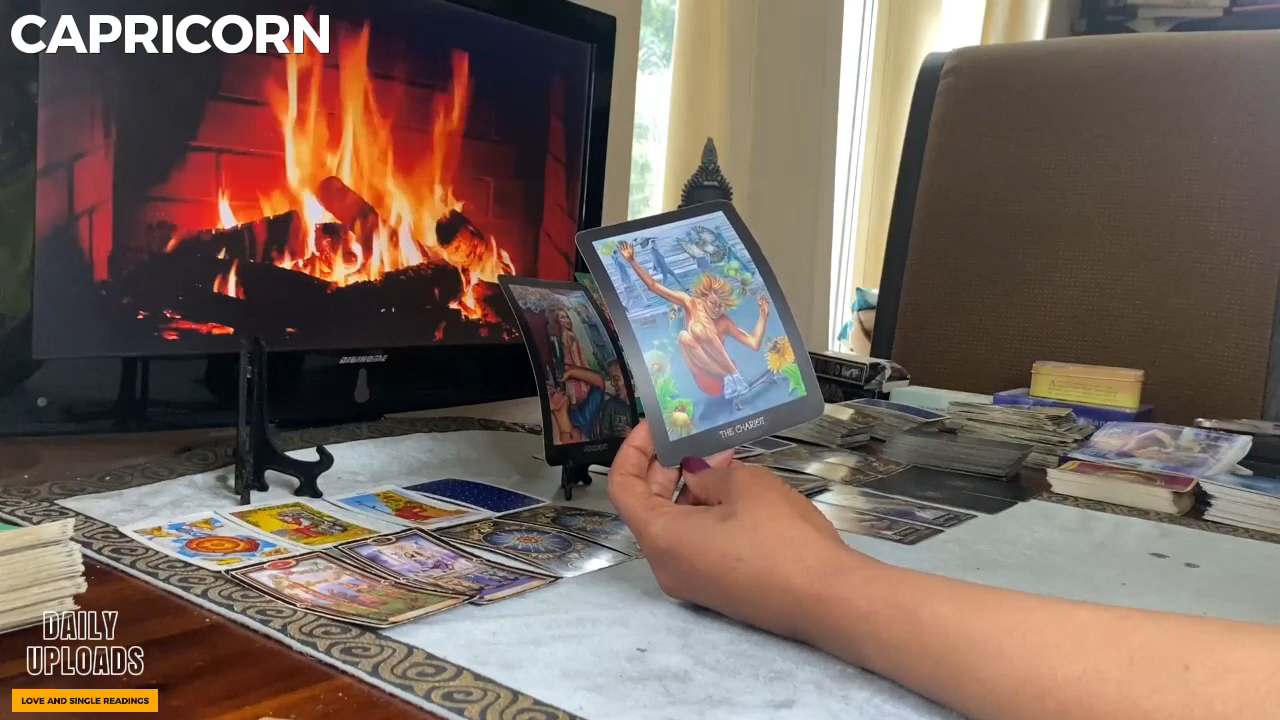 CAPRICORN
DIGIHOME
THE CHARIOT
DAILY
UPLOADS
LOVE AND SINGLE READINGS